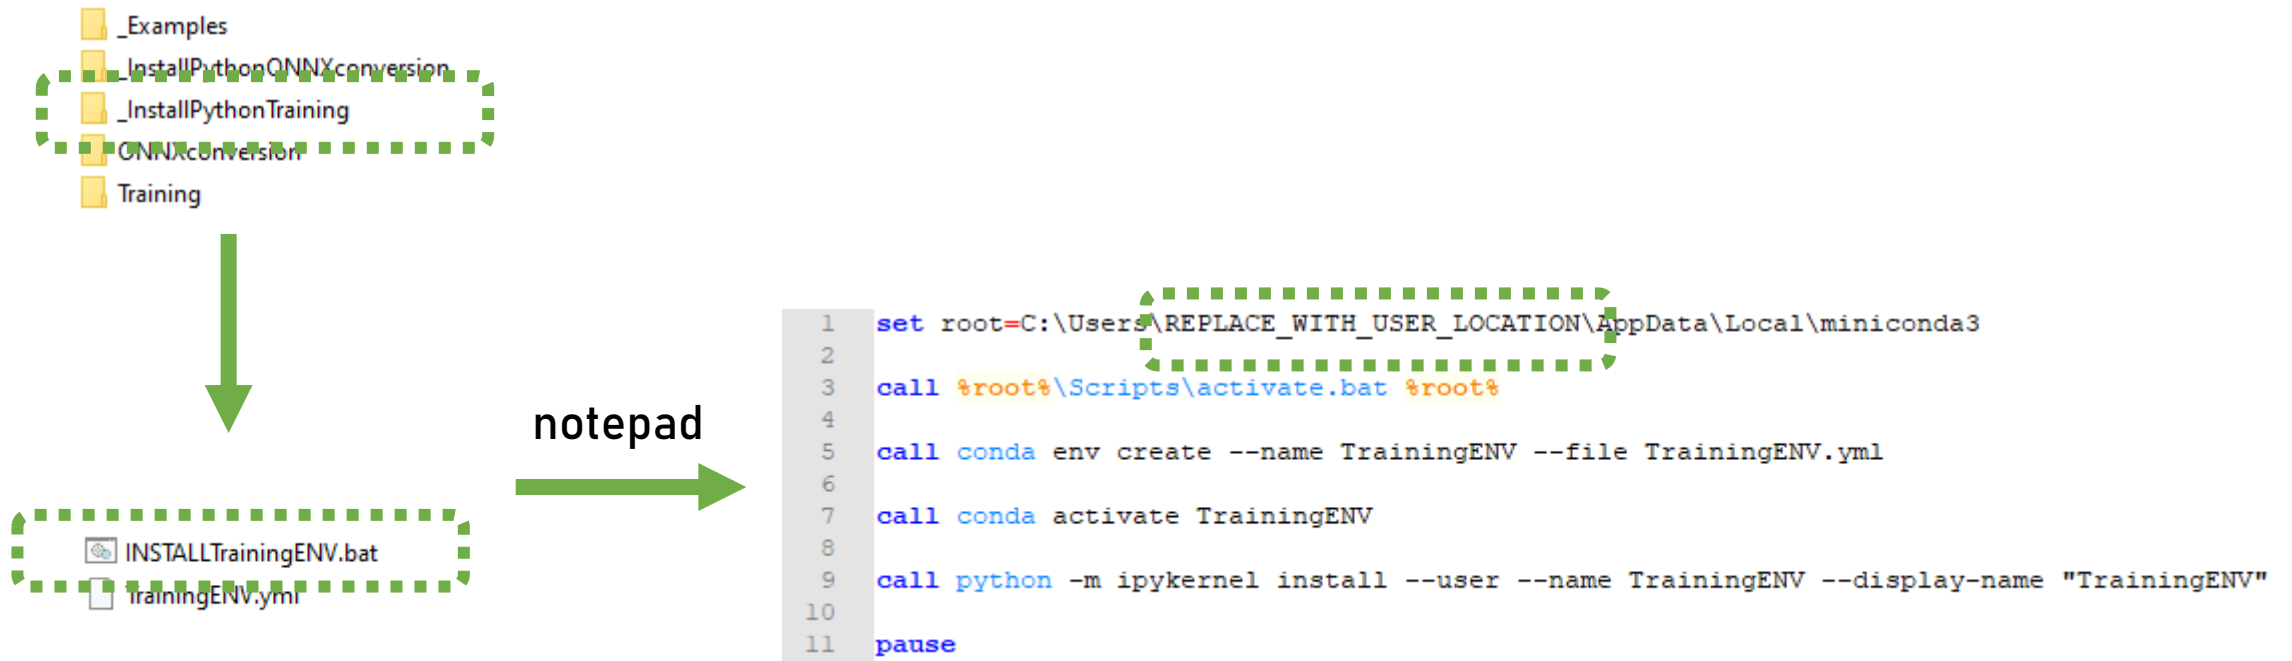 _Examples
_InstallPythonONNXconversion
_InstallPythonTraining
ONNXconversion
Training
INSTALLTrainingENV.bat
TrainingENV.yml
notepad
1 set root=C:\Users\REPLACE_WITH_USER_LOCATION\AppData\Local\miniconda3
2
3 call %root%\Scripts\activate.bat %root%
4
5 call conda env create --name TrainingENV --file TrainingENV.yml
6
7 call conda activate TrainingENV
8
9 call python -m ipykernel install --user --name TrainingENV --display-name "TrainingENV"
10
11 pause